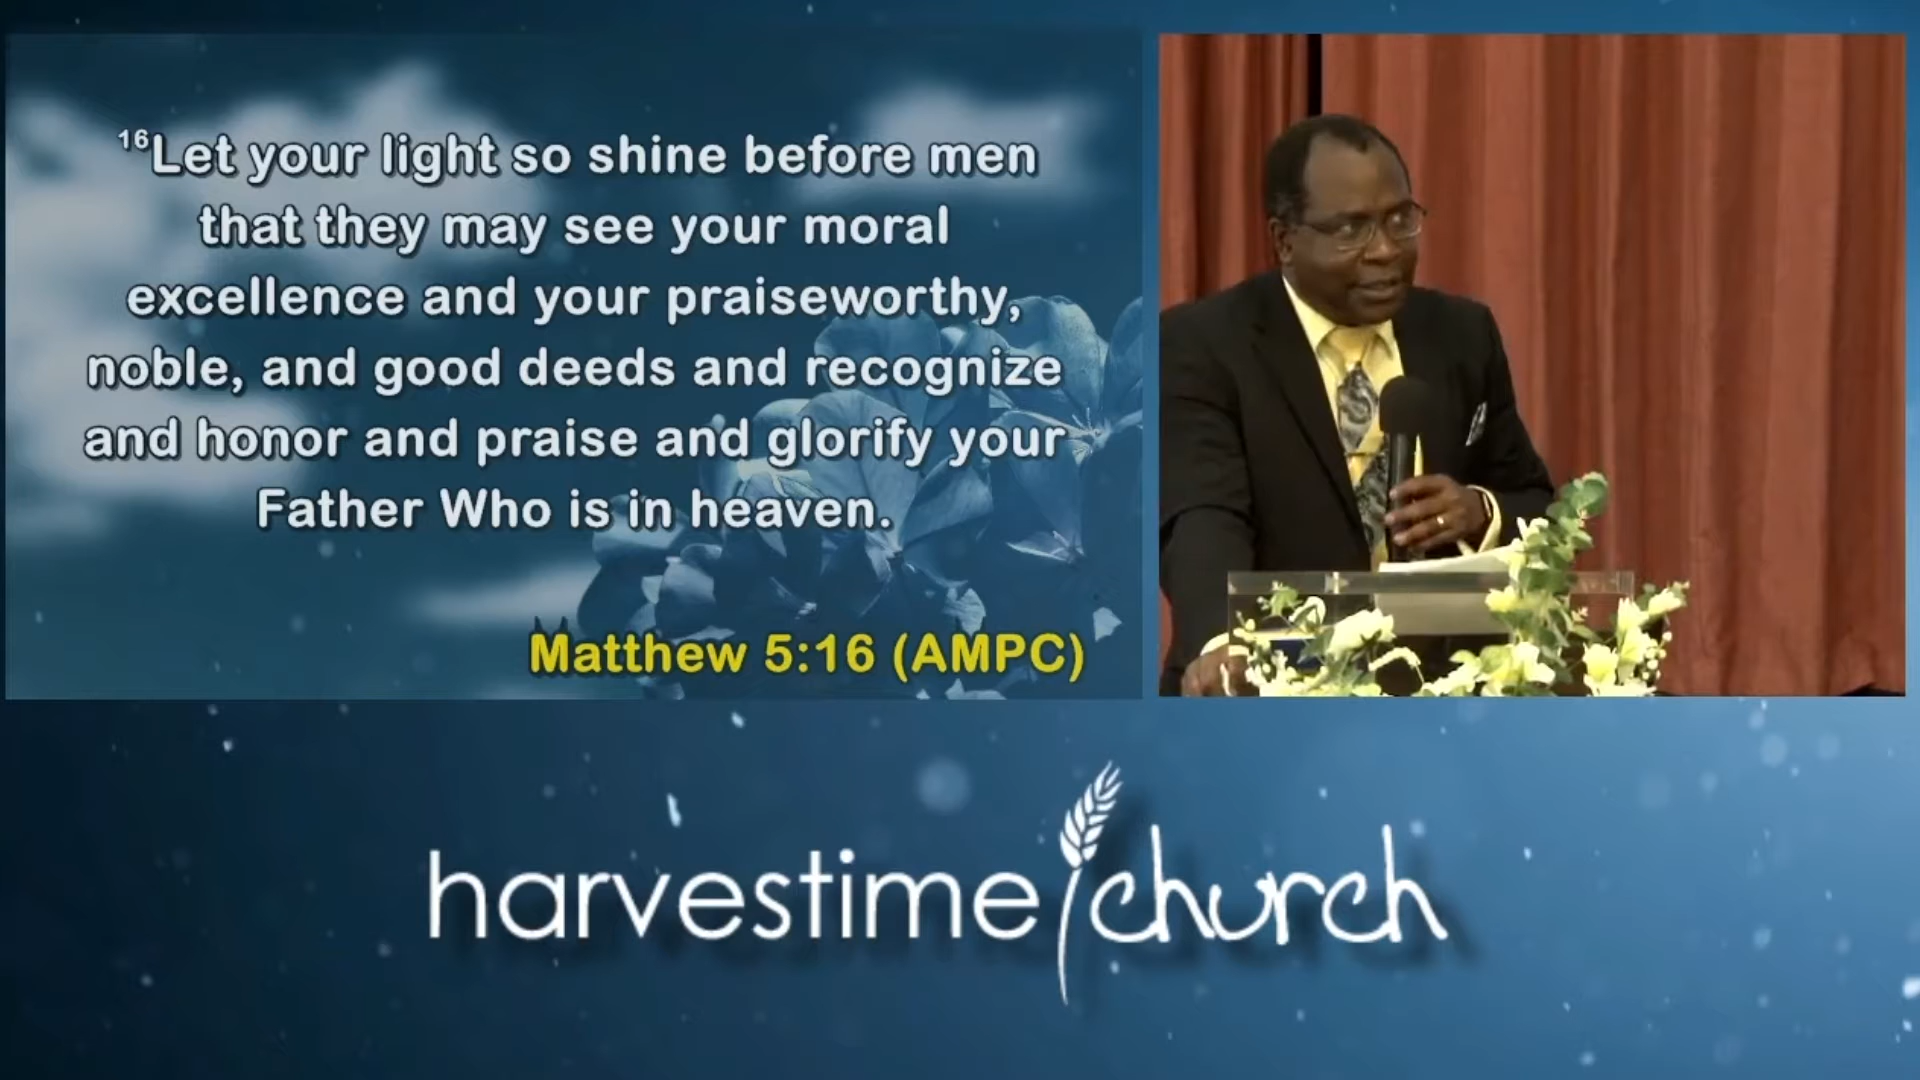 16Let your light so shine before men
that they may see your moral
excellence and your praiseworthy,
noble, and good deeds and recognize
and honor and praise and glorify your
Father Who is in heaven.
Matthew 5:16 (AMPC)
harvestime church